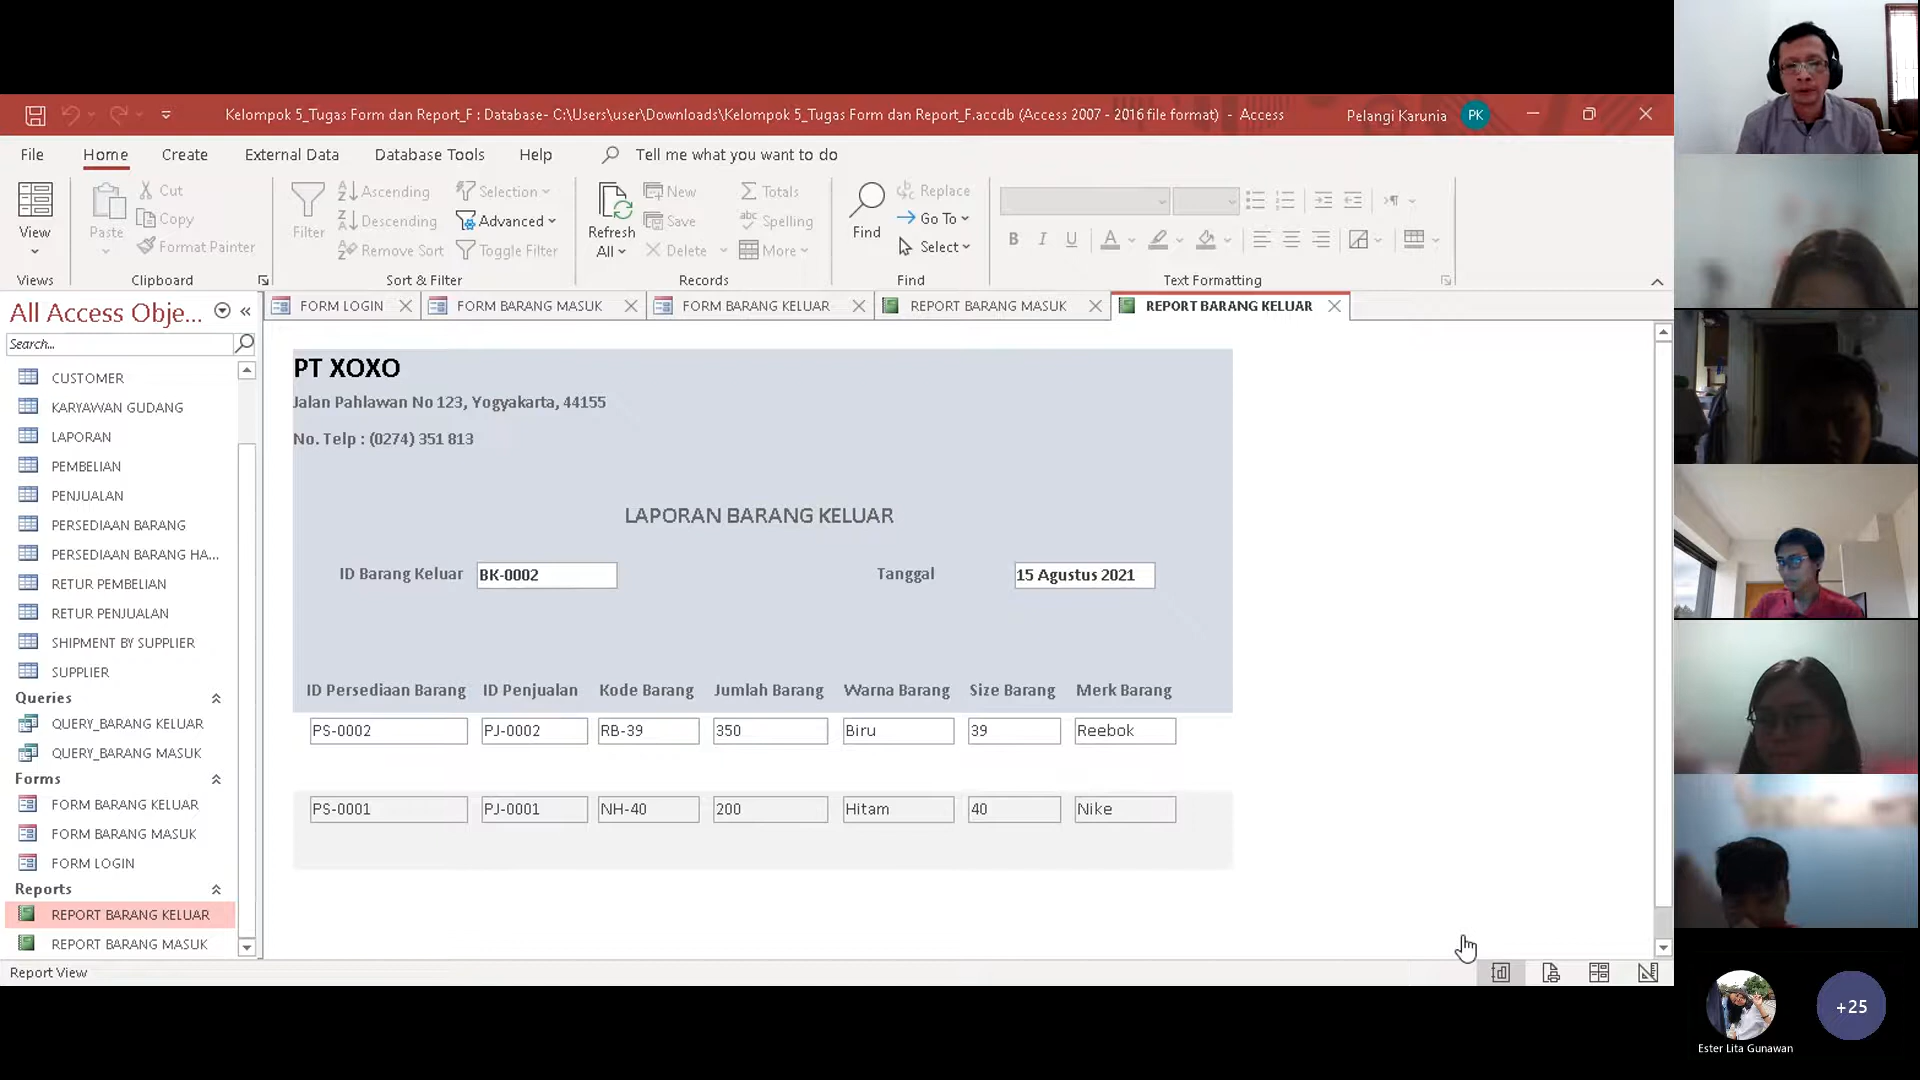 Kelompok 5_Tugas Form dan Report_F : Database- C:\Users\user\Downloads\Kelompok 5_Tugas Form dan Report_F.accdb (Access 2007 - 2016 file format) - Access
Pelangi Karunia PK
File Home Create External Data Database Tools Help Tell me what you want to do
View
Views
Paste
Cut
Copy
Format Painter
Clipboard
Filter
Ascending
Descending
Remove Sort
Selection
Advanced
Toggle Filter
Sort & Filter
Refresh All
New
Save
Delete
Totals
Spelling
More
Records
Find
Replace
Go To
Select
Find
B I U A
Text Formatting
All Access Obje...
Search...
CUSTOMER
KARYAWAN GUDANG
LAPORAN
PEMBELIAN
PENJUALAN
PERSEDIAAN BARANG
PERSEDIAAN BARANG HA...
RETUR PEMBELIAN
RETUR PENJUALAN
SHIPMENT BY SUPPLIER
SUPPLIER
Queries
QUERY_BARANG KELUAR
QUERY_BARANG MASUK
Forms
FORM BARANG KELUAR
FORM BARANG MASUK
FORM LOGIN
Reports
REPORT BARANG KELUAR
REPORT BARANG MASUK
FORM LOGIN FORM BARANG MASUK FORM BARANG KELUAR REPORT BARANG MASUK REPORT BARANG KELUAR
PT XOXO
Jalan Pahlawan No 123, Yogyakarta, 44155
No. Telp : (0274) 351 813
LAPORAN BARANG KELUAR
ID Barang Keluar BK-0002 Tanggal 15 Agustus 2021
ID Persediaan Barang ID Penjualan Kode Barang Jumlah Barang Warna Barang Size Barang Merk Barang
PS-0002 PJ-0002 RB-39 350 Biru 39 Reebok
PS-0001 PJ-0001 NH-40 200 Hitam 40 Nike
Report View
+25
Ester Lita Gunawan